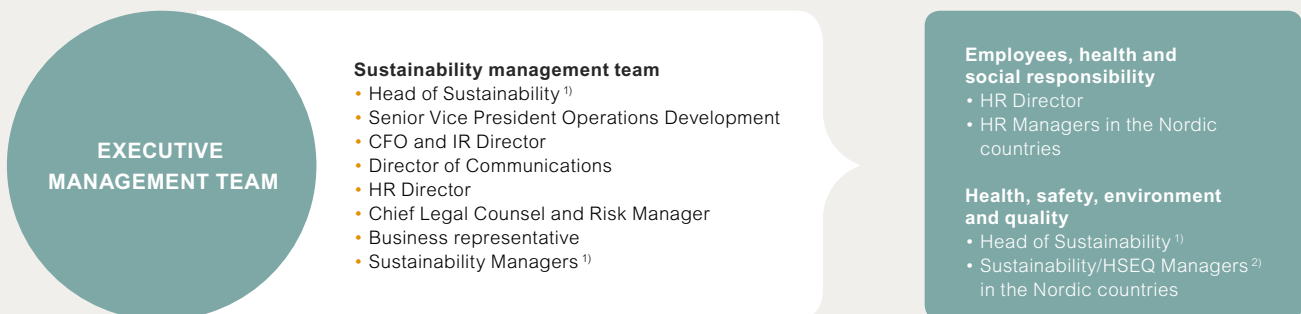 EXECUTIVE
MANAGEMENT TEAM
Sustainability management team
• Head of Sustainability 1)
• Senior Vice President Operations Development
• CFO and IR Director
• Director of Communications
• HR Director
• Chief Legal Counsel and Risk Manager
• Business representative
• Sustainability Managers 1)
Employees, health and
social responsibility
• HR Director
• HR Managers in the Nordic
countries
Health, safety, environment
and quality
• Head of Sustainability 1)
• Sustainability/HSEQ Managers 2)
in the Nordic countries